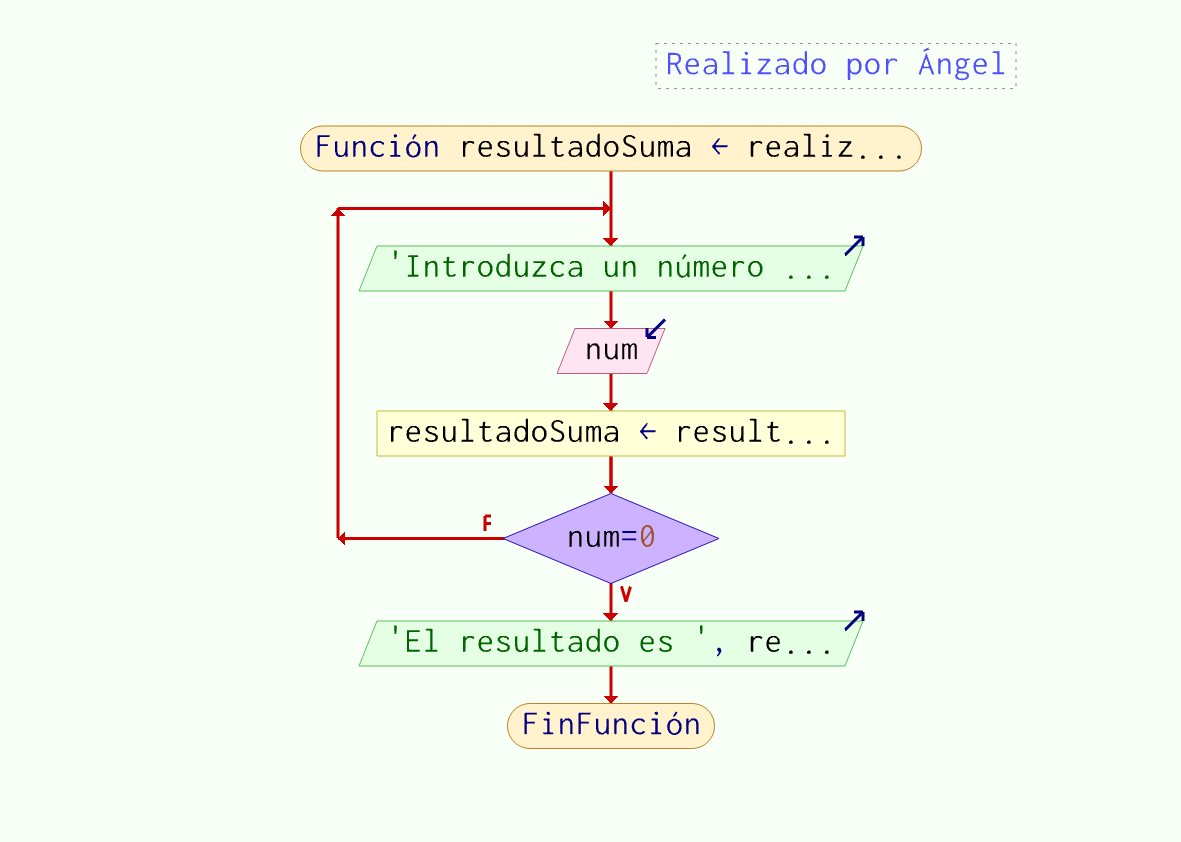 Realizado por Ángel
Función resultadoSuma ← realiz...
'Introduzca un número ...
num
resultadoSuma ← result...
F
num=0
V
'El resultado es ', re...
FinFunción